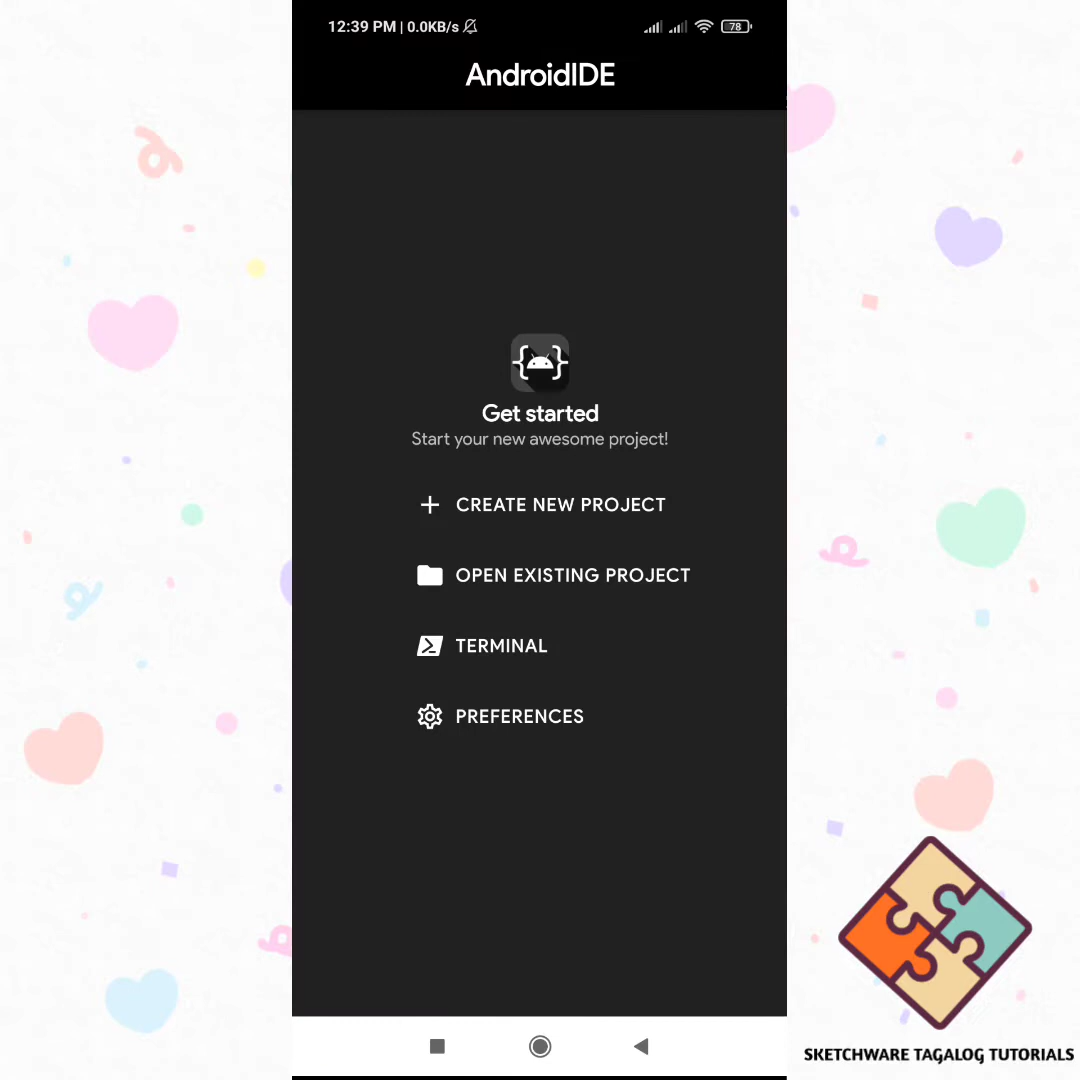 12:39 PM | 0.0KB/s
78
AndroidIDE
Get started
Start your new awesome project!
CREATE NEW PROJECT
OPEN EXISTING PROJECT
TERMINAL
PREFERENCES
SKETCHWARE TAGALOG TUTORIALS